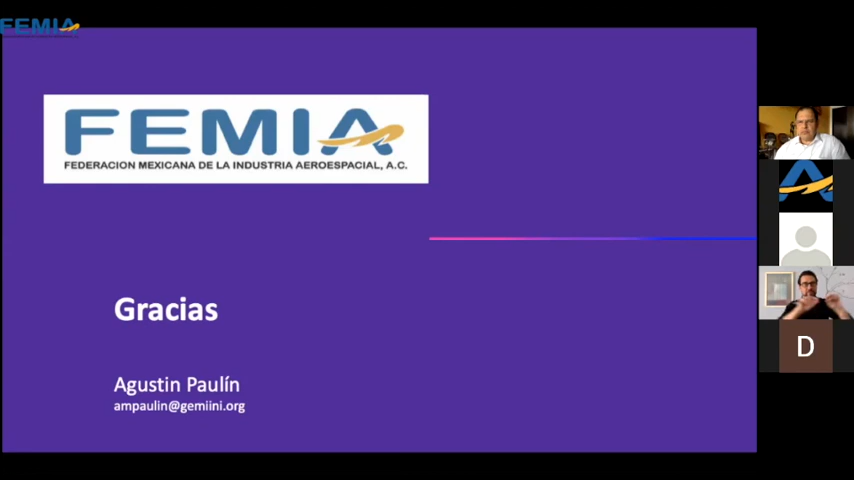 FEMIA
FEMIA
FEDERACION MEXICANA DE LA INDUSTRIA AEROESPACIAL, A.C.
Gracias
Agustin Paulín
ampaulin@gemiini.org
D